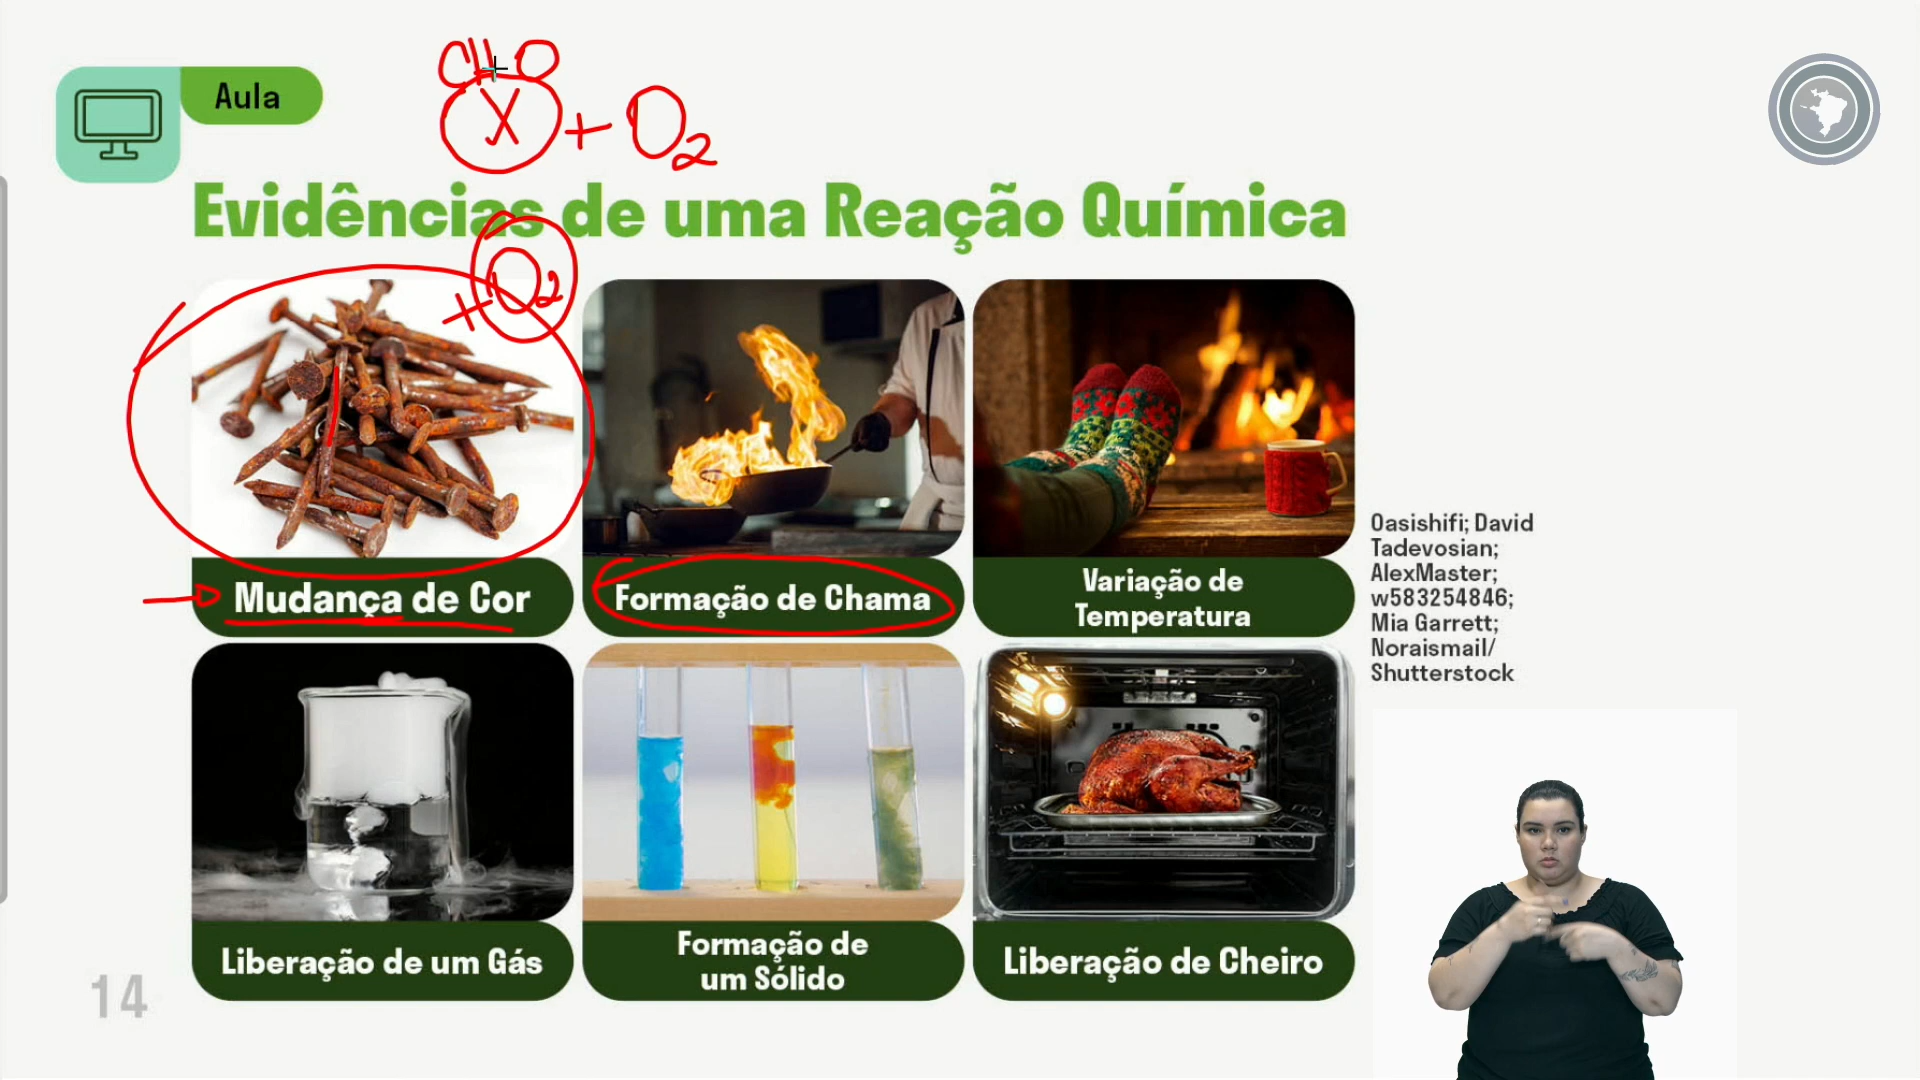 Aula
CHO
X + O2
Evidências de uma Reação Química
+ O2
Mudança de Cor
Formação de Chama
Variação de
Temperatura
Liberação de um Gás
Formação de
um Sólido
Liberação de Cheiro
Oasishifi; David
Tadevosian;
AlexMaster;
w583254846;
Mia Garrett;
Noraismail/
Shutterstock
14